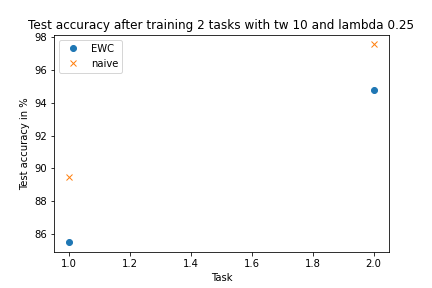 Test accuracy after training 2 tasks with tw 10 and lambda 0.25
98
96
94
92
90
88
86
Test accuracy in %
EWC
naive
1.0 1.2 1.4 1.6 1.8 2.0
Task